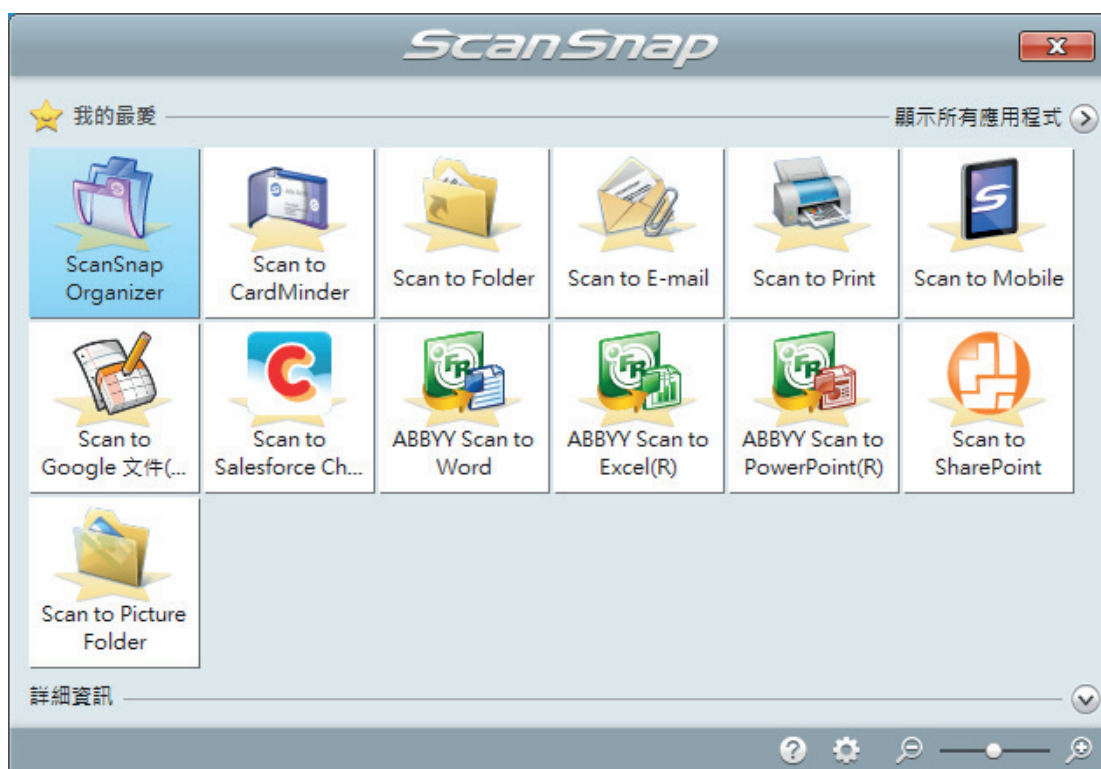 ScanSnap
我的最愛
顯示所有應用程式
ScanSnap
Organizer
Scan to
CardMinder
Scan to Folder
Scan to E-mail
Scan to Print
Scan to Mobile
Scan to
Google 文件(...
Scan to
Salesforce Ch...
ABBYY Scan to
Word
ABBYY Scan to
Excel(R)
ABBYY Scan to
PowerPoint(R)
Scan to
SharePoint
Scan to Picture
Folder
詳細資訊